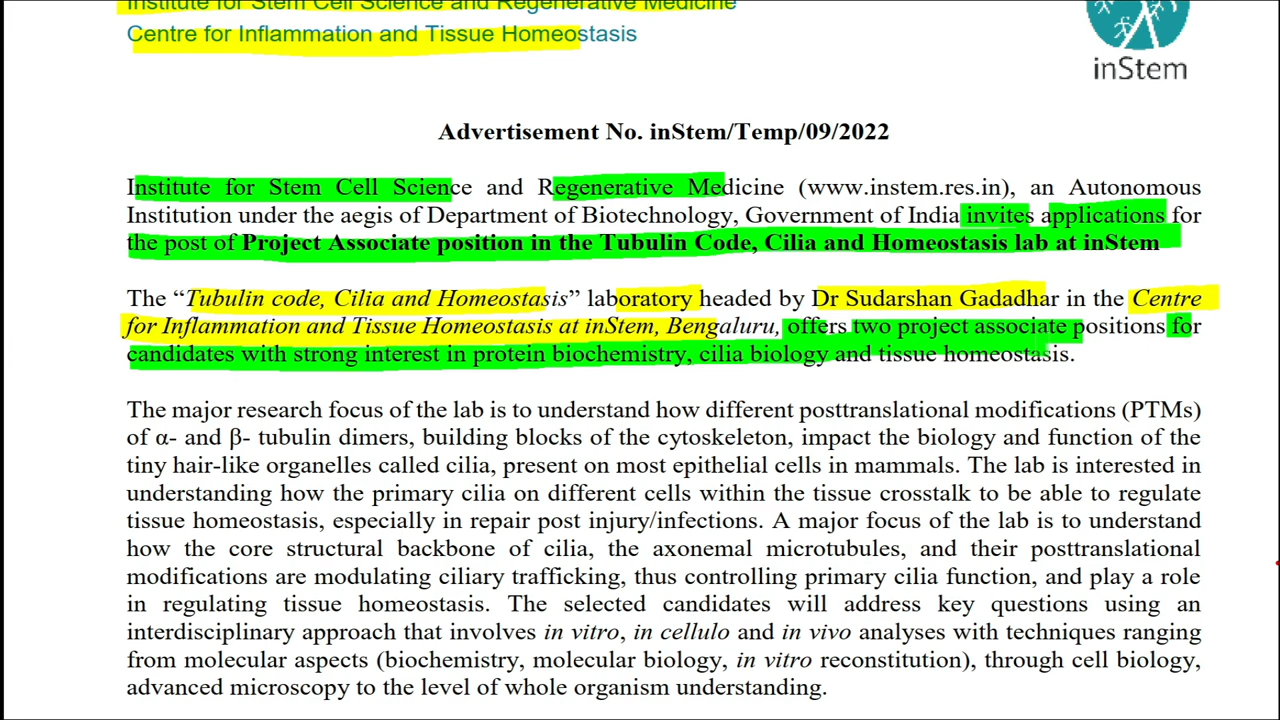 Institute for Stem Cell Science and Regenerative Medicine
Centre for Inflammation and Tissue Homeostasis
inStem
Advertisement No. inStem/Temp/09/2022
Institute for Stem Cell Science and Regenerative Medicine (www.instem.res.in), an Autonomous
Institution under the aegis of Department of Biotechnology, Government of India invites applications for
the post of Project Associate position in the Tubulin Code, Cilia and Homeostasis lab at inStem
The “Tubulin code, Cilia and Homeostasis” laboratory headed by Dr Sudarshan Gadadhar in the Centre
for Inflammation and Tissue Homeostasis at inStem, Bengaluru, offers two project associate positions for
candidates with strong interest in protein biochemistry, cilia biology and tissue homeostasis.
The major research focus of the lab is to understand how different posttranslational modifications (PTMs)
of α- and β- tubulin dimers, building blocks of the cytoskeleton, impact the biology and function of the
tiny hair-like organelles called cilia, present on most epithelial cells in mammals. The lab is interested in
understanding how the primary cilia on different cells within the tissue crosstalk to be able to regulate
tissue homeostasis, especially in repair post injury/infections. A major focus of the lab is to understand
how the core structural backbone of cilia, the axonemal microtubules, and their posttranslational
modifications are modulating ciliary trafficking, thus controlling primary cilia function, and play a role
in regulating tissue homeostasis. The selected candidates will address key questions using an
interdisciplinary approach that involves in vitro, in cellulo and in vivo analyses with techniques ranging
from molecular aspects (biochemistry, molecular biology, in vitro reconstitution), through cell biology,
advanced microscopy to the level of whole organism understanding.